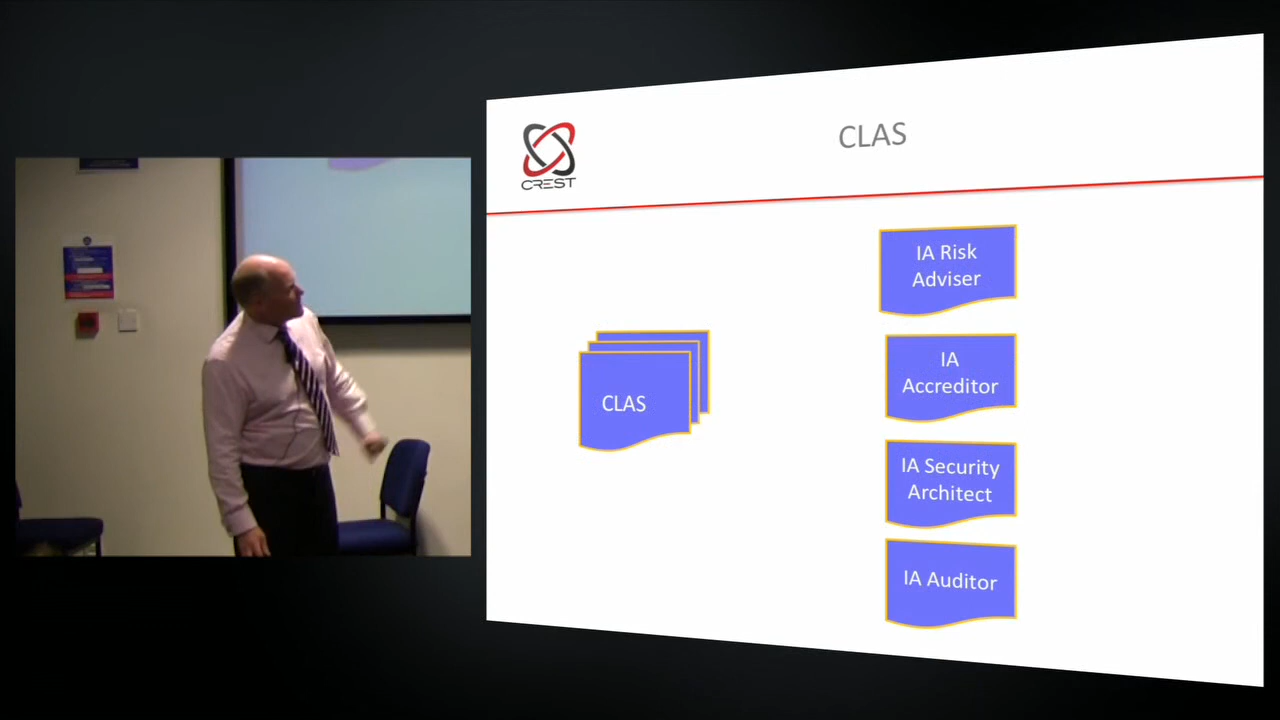 CREST
CLAS
CLAS
IA Risk
Adviser
IA
Accreditor
IA Security
Architect
IA Auditor